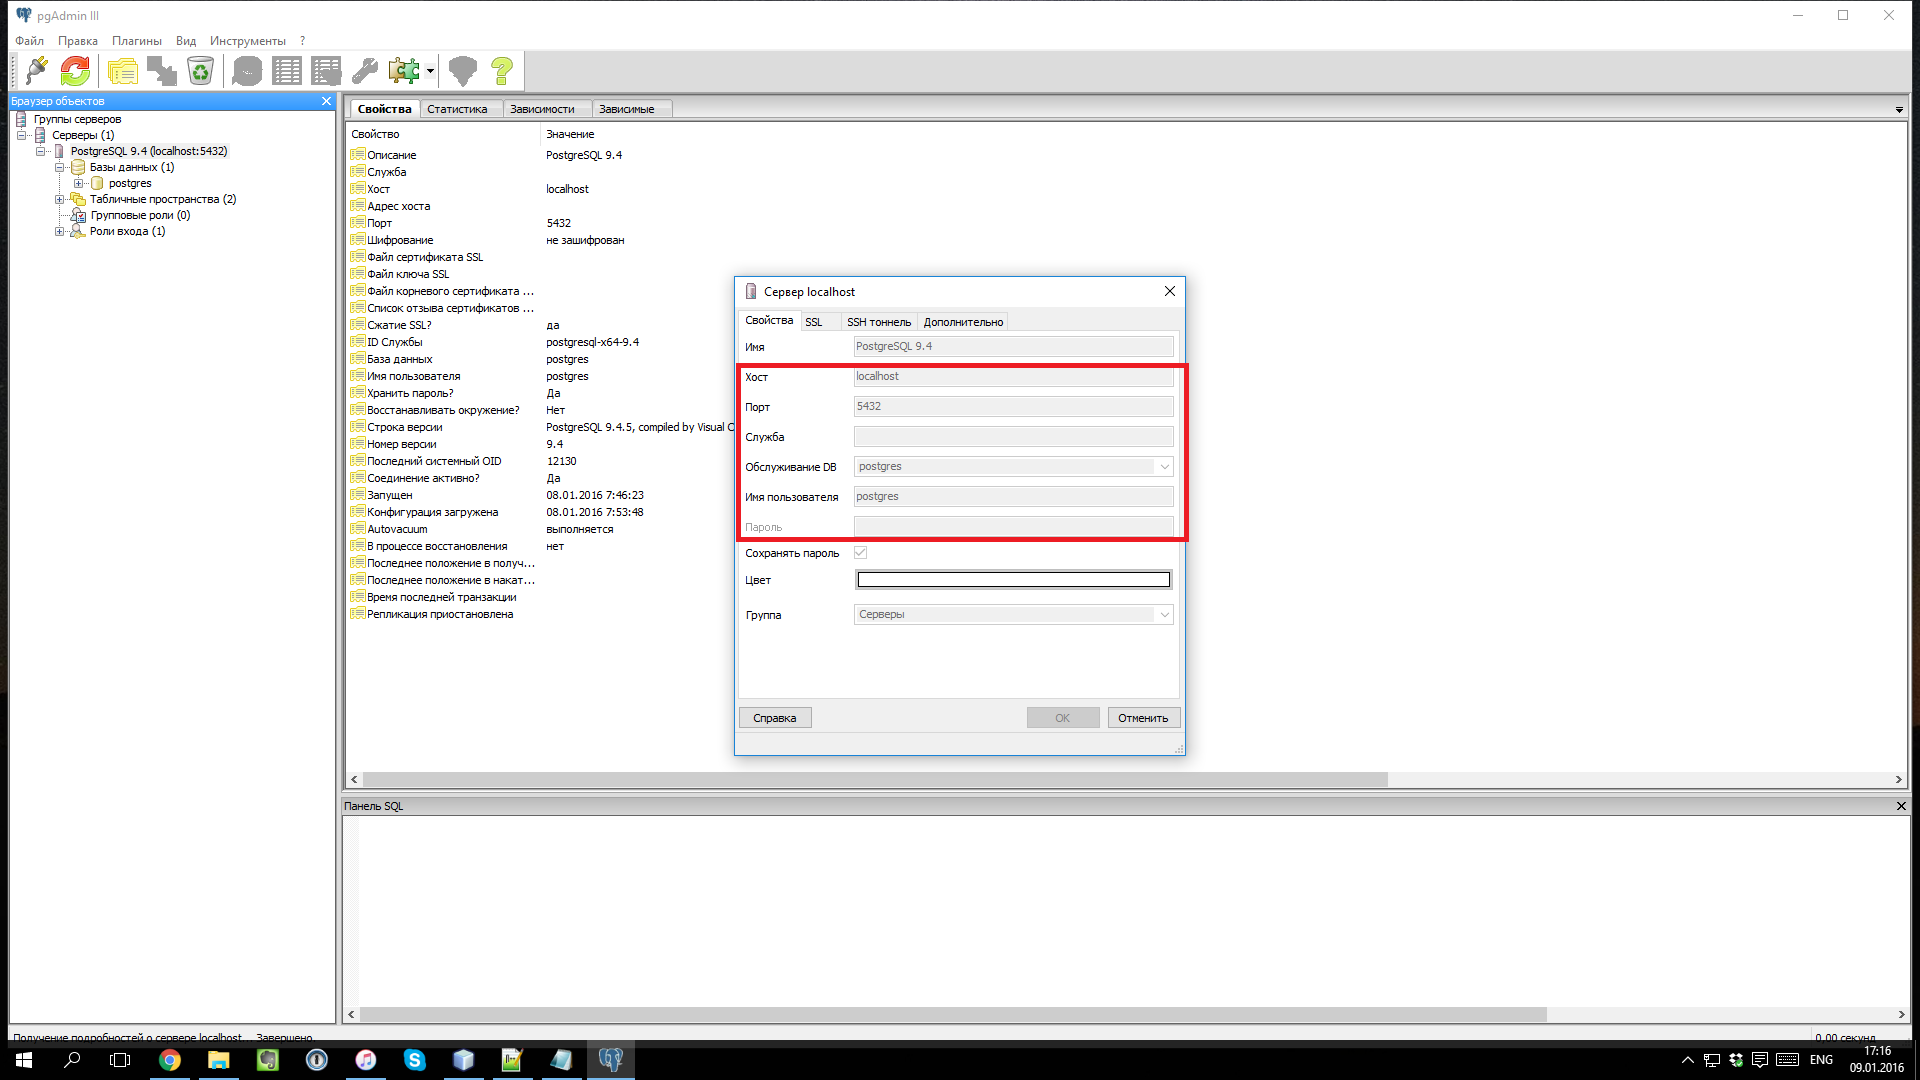 pgAdmin III
Файл Правка Плагины Вид Инструменты ?
Браузер объектов
Группы серверов
Серверы (1)
PostgreSQL 9.4 (localhost:5432)
Базы данных (1)
postgres
Табличные пространства (2)
Групповые роли (0)
Роли входа (1)
Свойства Статистика Зависимости Зависимые
Свойство Значение
Описание PostgreSQL 9.4
Служба
Хост localhost
Адрес хоста
Порт 5432
Шифрование не зашифрован
Файл сертификата SSL
Файл ключа SSL
Файл корневого сертификата ...
Список отзыва сертификатов ...
Сжатие SSL? да
ID Службы postgresql-x64-9.4
База данных postgres
Имя пользователя postgres
Хранить пароль? Да
Восстанавливать окружение? Нет
Строка версии PostgreSQL 9.4.5, compiled by Visual C
Номер версии 9.4
Последний системный OID 12130
Соединение активно? Да
Запущен 08.01.2016 7:46:23
Конфигурация загружена 08.01.2016 7:53:48
Autovacuum выполняется
В процессе восстановления нет
Последнее положение в получ...
Последнее положение в накат...
Время последней транзакции
Репликация приостановлена
Сервер localhost
Свойства SSL SSH тоннель Дополнительно
Имя PostgreSQL 9.4
Хост localhost
Порт 5432
Служба
Обслуживание DB postgres
Имя пользователя postgres
Пароль
Сохранять пароль
Цвет
Группа Серверы
Справка OK Отменить
Панель SQL
Получение подробностей о сервере localhost... Завершено. 0,00 секунд
ENG
17:16
09.01.2016